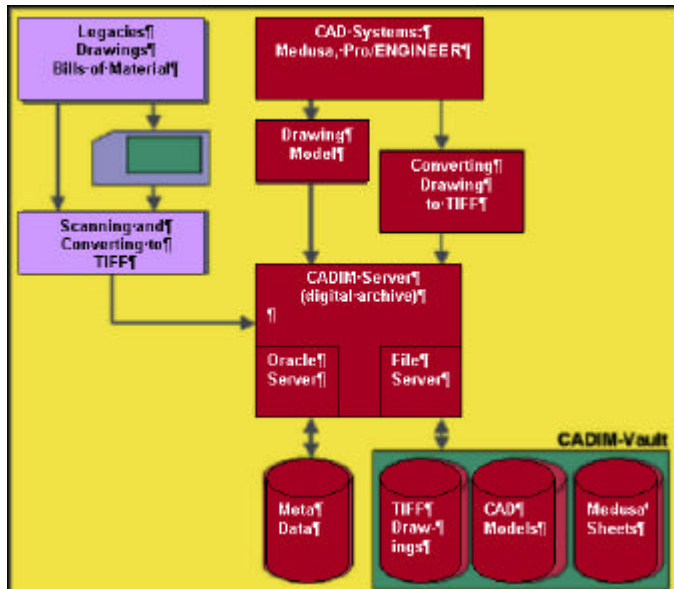 Legacies¶
Drawings¶
Bills·of·Material¶
CAD·Systems:¶
Medusa,·Pro/ENGINEER¶
Drawing¶
Model¶
Converting¶
Drawing¶
to·TIFF¶
Scanning·and¶
Converting·to¶
TIFF¶
CADIM·Server¶
(digital·archive)¶
¶
Oracle¶
Server¶
File¶
Server¶
CADIM-Vault
Meta¶
Data¶
TIFF¶
Draw-¶
ings¶
CAD¶
Models¶
Medusa¶
Sheets¶